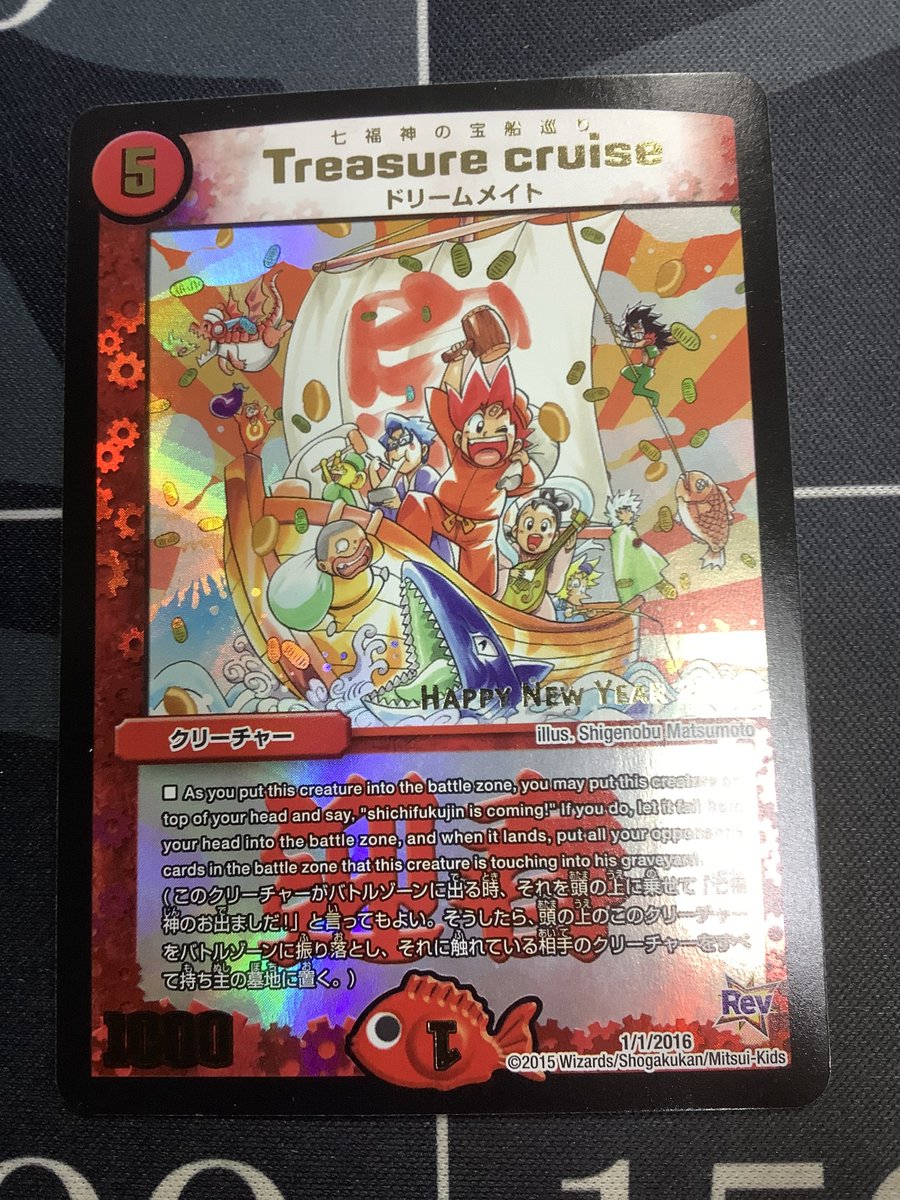 5
七福神の宝船巡り
Treasure cruise
ドリームメイト
HAPPY NEW YEAR
クリーチャー
illus. Shigenobu Matsumoto
■ As you put this creature into the battle zone, you may put this creature on
top of your head and say, "shichifukujin is coming!" If you do, let it fall from
your head into the battle zone, and when it lands, put all your opponent's
cards in the battle zone that this creature is touching into his graveyard.
(このクリーチャーがバトルゾーンに出る時、それを頭の上に乗せて「七福
神のお出ましだ!」と言ってもよい。そうしたら、頭の上のこのクリーチャー
をバトルゾーンに振り落とし、それに触れている相手のクリーチャーをすべ
て持ち主の墓地に置く。)
1000
1
Rev
1/1/2016
©2015 Wizards/Shogakukan/Mitsui-Kids